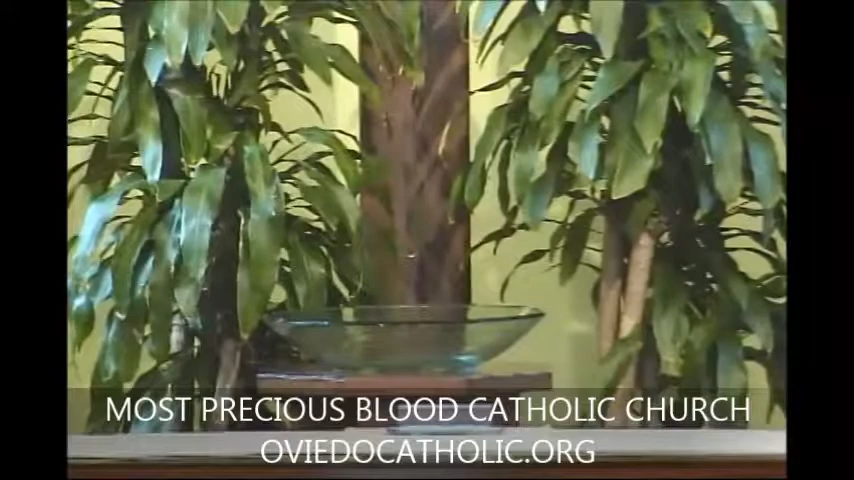 MOST PRECIOUS BLOOD CATHOLIC CHURCH
OVIEDOCATHOLIC.ORG